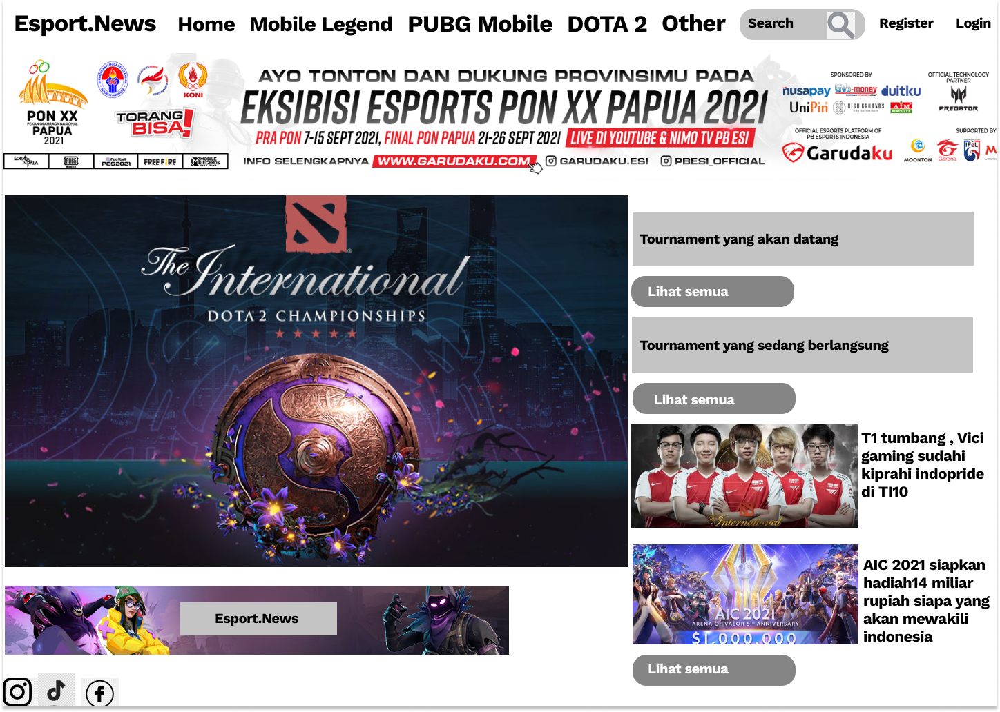 Esport.News Home Mobile Legend PUBG Mobile DOTA 2 Other Search Register Login
PON XX
PEKAN OLAHRAGA NASIONAL
PAPUA
2021
KONI
TORANG
BISA!
LOKAPALA PUBG MOBILE eFootball PES2021 FREE FIRE MOBILE LEGENDS
AYO TONTON DAN DUKUNG PROVINSIMU PADA
EKSIBISI ESPORTS PON XX PAPUA 2021
PRA PON 7-15 SEPT 2021, FINAL PON PAPUA 21-26 SEPT 2021 LIVE DI YOUTUBE & NIMO TV PB ESI
INFO SELENGKAPNYA WWW.GARUDAKU.COM GARUDAKU.ESI PBESI_OFFICIAL
SPONSORED BY
nusapay GVe-money duitku
UniPin HIGH GROUNDS AIM BISCUITS
OFFICIAL TECHNOLOGY
PARTNER
PREDATOR
OFFICIAL ESPORTS PLATFORM OF
PB ESPORTS INDONESIA
Garudaku
SUPPORTED BY
MOONTON Garena IFeL M
The International
DOTA 2 CHAMPIONSHIPS
Tournament yang akan datang
Lihat semua
Tournament yang sedang berlangsung
Lihat semua
The International
T1 tumbang , Vici
gaming sudahi
kiprahi indopride
di TI10
AIC 2021
ARENA OF VALOR 5TH ANNIVERSARY
$1,000,000
AIC 2021 siapkan
hadiah14 miliar
rupiah siapa yang
akan mewakili
indonesia
Lihat semua
Esport.News